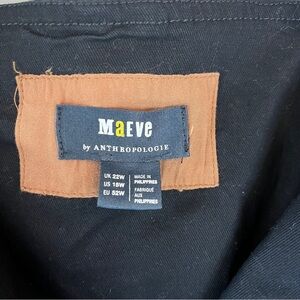 MaEve
by ANTHROPOLOGIE
UK 22W
US 18W
EU 52W
MADE IN
PHILIPPINES
FABRIQUÉ
AUX
PHILIPPINES